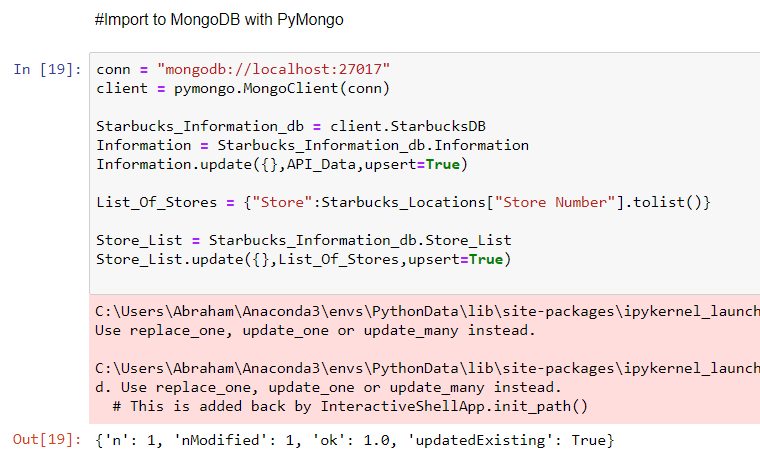 #Import to MongoDB with PyMongo
In [19]: conn = "mongodb://localhost:27017"
client = pymongo.MongoClient(conn)
Starbucks_Information_db = client.StarbucksDB
Information = Starbucks_Information_db.Information
Information.update({},API_Data,upsert=True)
List_Of_Stores = {"Store":Starbucks_Locations["Store Number"].tolist()}
Store_List = Starbucks_Information_db.Store_List
Store_List.update({},List_Of_Stores,upsert=True)
C:\Users\Abraham\Anaconda3\envs\PythonData\lib\site-packages\ipykernel_launch
Use replace_one, update_one or update_many instead.
C:\Users\Abraham\Anaconda3\envs\PythonData\lib\site-packages\ipykernel_launch
d. Use replace_one, update_one or update_many instead.
# This is added back by InteractiveShellApp.init_path()
Out[19]: {'n': 1, 'nModified': 1, 'ok': 1.0, 'updatedExisting': True}